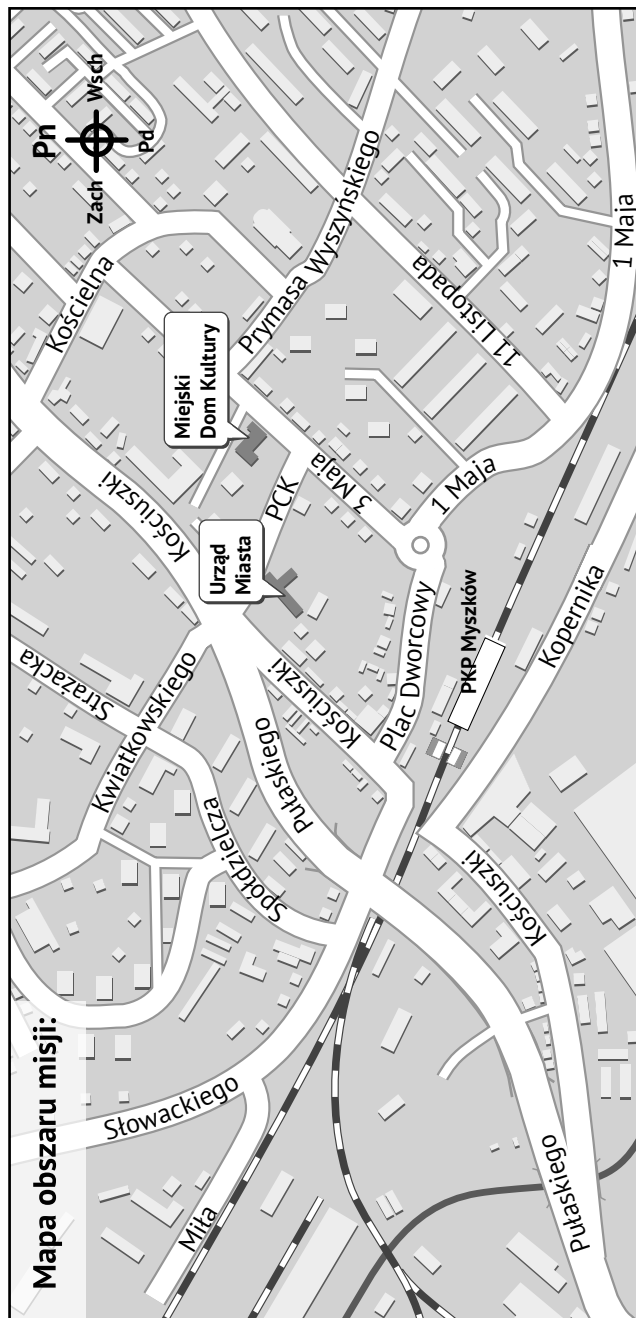 Mapa obszaru misji:
Pn
Zach
Wsch
Pd
Słowackiego
Miła
Kwiatkowskiego
Strażacka
Spółdzielcza
Pułaskiego
Kościuszki
Kościuszki
Kościelna
Urząd
Miasta
Miejski
Dom Kultury
PCK
3 Maja
Prymasa Wyszyńskiego
11 Listopada
1 Maja
1 Maja
Plac Dworcowy
PKP Myszków
Kopernika
Kościuszki
Pułaskiego